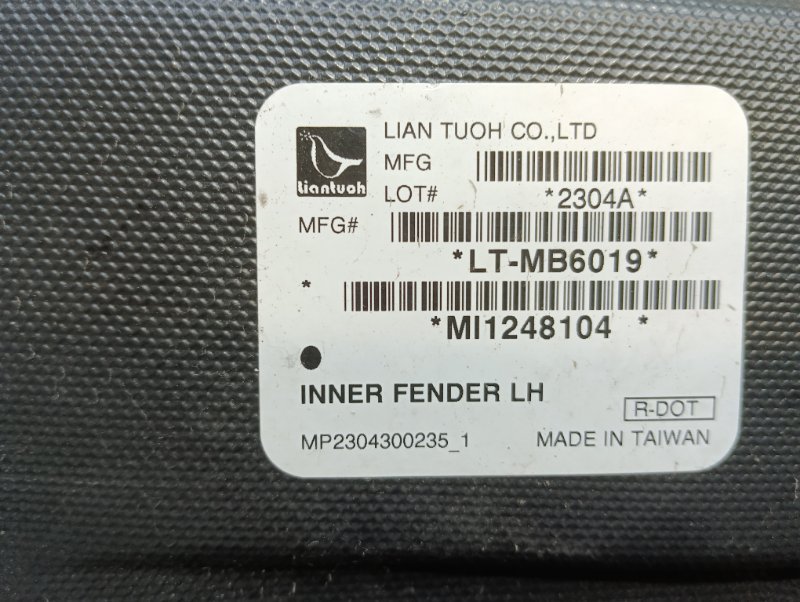 LIAN TUOH CO.,LTD
Liantuoh
MFG
LOT#
*2304A*
MFG#
*LT-MB6019*
*
*MI1248104 *
INNER FENDER LH
R-DOT
MP2304300235_1
MADE IN TAIWAN